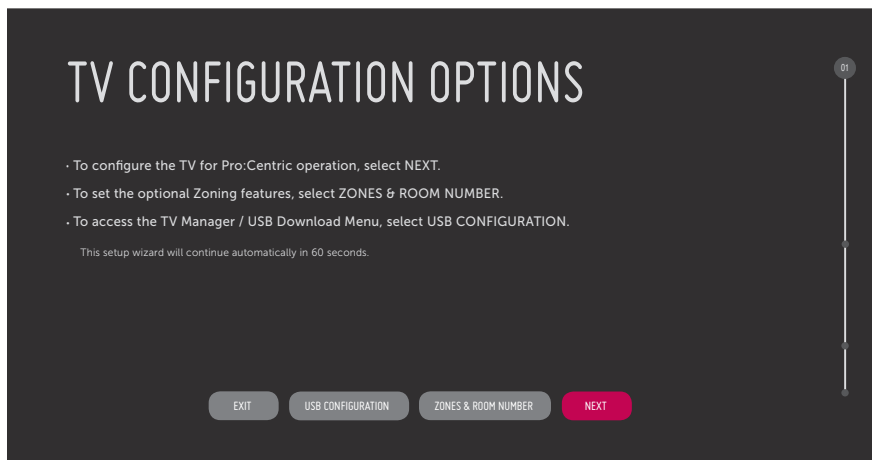 TV CONFIGURATION OPTIONS
01
· To configure the TV for Pro:Centric operation, select NEXT.
· To set the optional Zoning features, select ZONES & ROOM NUMBER.
· To access the TV Manager / USB Download Menu, select USB CONFIGURATION.
This setup wizard will continue automatically in 60 seconds.
EXIT
USB CONFIGURATION
ZONES & ROOM NUMBER
NEXT